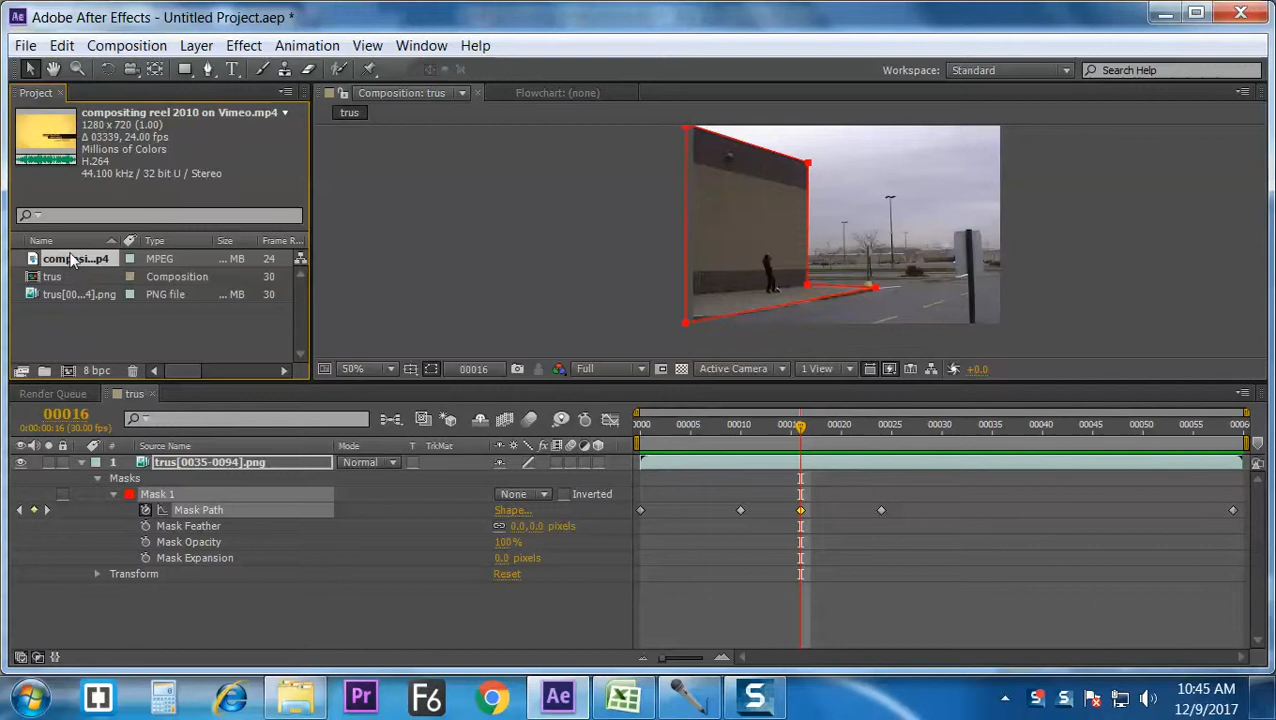 Adobe After Effects - Untitled Project.aep *
File Edit Composition Layer Effect Animation View Window Help
Workspace: Standard Search Help
Project × Composition: trus Flowchart: (none)
trus
compositing reel 2010 on Vimeo.mp4
1280 x 720 (1.00)
Δ 03339, 24.00 fps
Millions of Colors
H.264
44.100 kHz / 32 bit U / Stereo
Name Type Size Frame R...
composi...p4 MPEG ... MB 24
trus Composition 30
trus[00...4].png PNG file ... MB 30
8 bpc
50% 00016 Full Active Camera 1 View +0.0
Render Queue trus ×
00016
0:00:00:16 (30.00 fps)
0000 00005 00010 00020 00025 00030 00035 00040 00045 00050 00055
# Source Name Mode T TrkMat
1 trus[0035-0094].png Normal
Masks
Mask 1 None Inverted
Mask Path Shape...
Mask Feather 0.0,0.0 pixels
Mask Opacity 100%
Mask Expansion 0.0 pixels
Transform Reset
Pr F6 Ae S
10:45 AM
12/9/2017